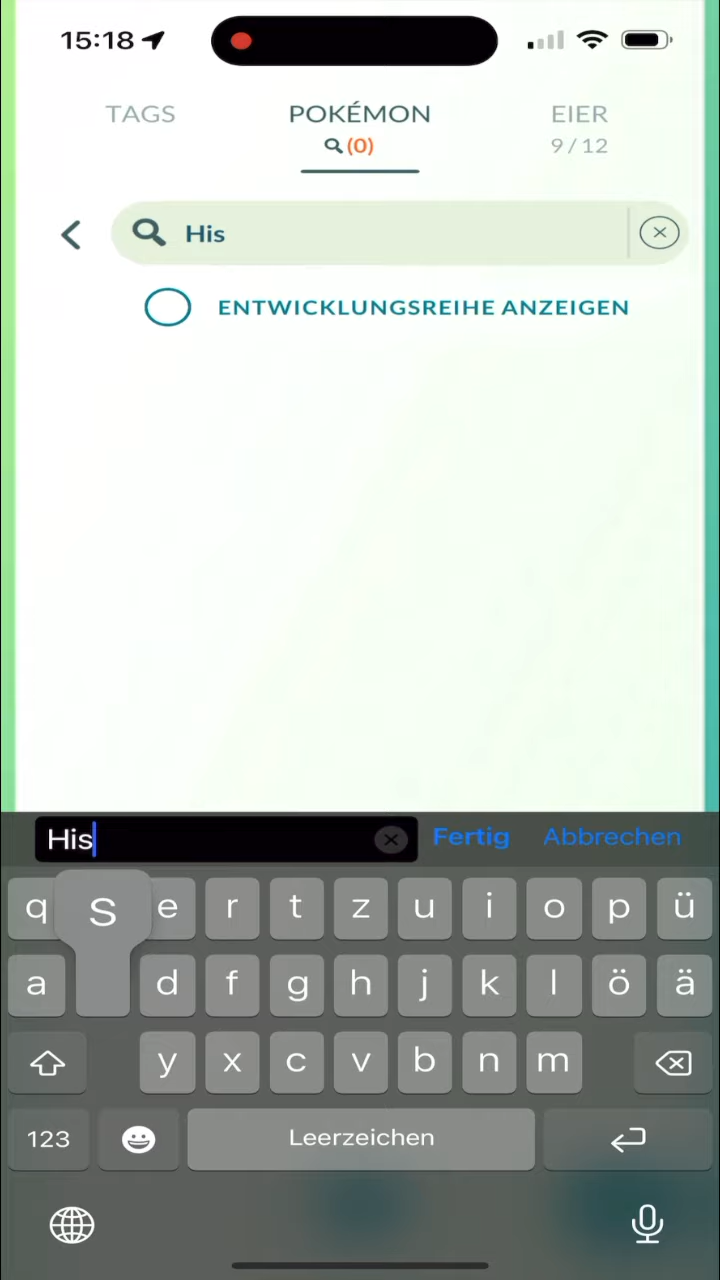 15:18
TAGS
POKÉMON
(0)
EIER
9 / 12
His
ENTWICKLUNGSREIHE ANZEIGEN
His
Fertig
Abbrechen
q S e r t z u i o p ü
a d f g h j k l ö ä
y x c v b n m
123
Leerzeichen